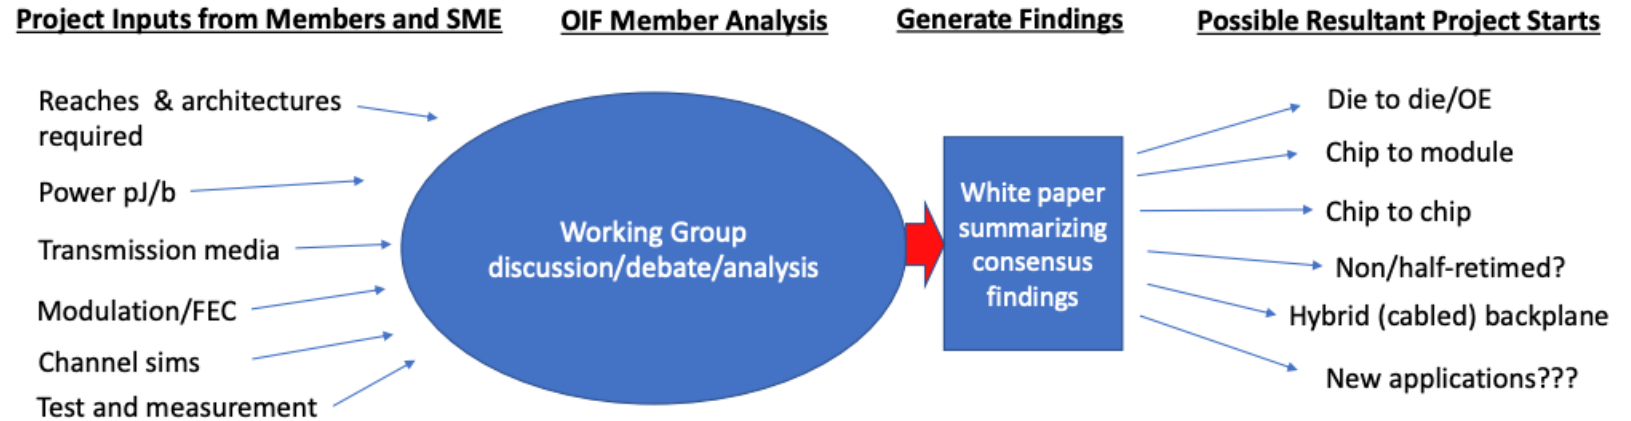 Project Inputs from Members and SME
OIF Member Analysis
Generate Findings
Possible Resultant Project Starts
Reaches & architectures
required
Power pJ/b
Transmission media
Modulation/FEC
Channel sims
Test and measurement
Working Group
discussion/debate/analysis
White paper
summarizing
consensus
findings
Die to die/OE
Chip to module
Chip to chip
Non/half-retimed?
Hybrid (cabled) backplane
New applications???